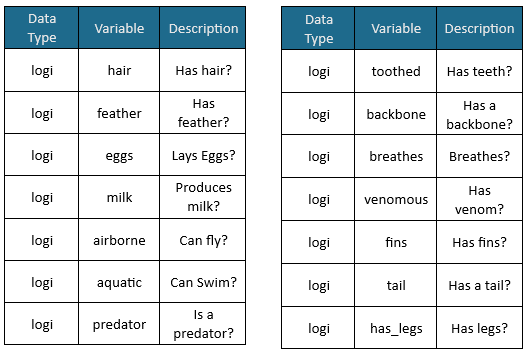 Data Type Variable Description
logi hair Has hair?
logi feather Has feather?
logi eggs Lays Eggs?
logi milk Produces milk?
logi airborne Can fly?
logi aquatic Can Swim?
logi predator Is a predator?
Data Type Variable Description
logi toothed Has teeth?
logi backbone Has a backbone?
logi breathes Breathes?
logi venomous Has venom?
logi fins Has fins?
logi tail Has a tail?
logi has_legs Has legs?